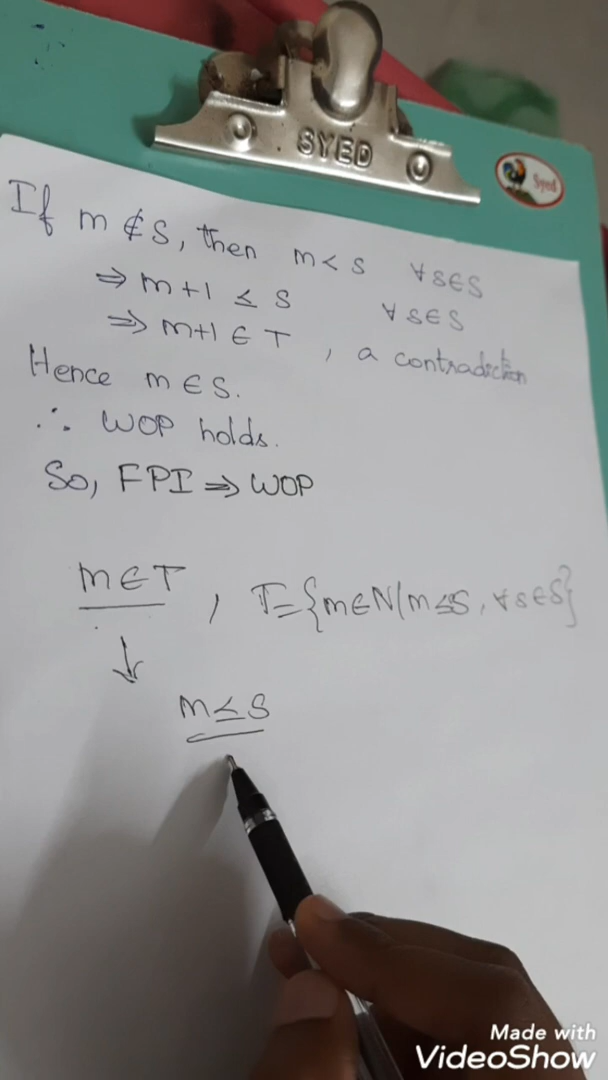 SYED
Syed
If m ∉ S, then m < s ∀ s ∈ S
⇒ m+1 ≤ s ∀ s ∈ S
⇒ m+1 ∈ T, a contradiction
Hence m ∈ S.
∴ WOP holds.
So, FPI ⇒ WOP
m ∈ T, T = {m ∈ N | m ≤ s, ∀ s ∈ S}
↓
m ≤ s
Made with
VideoShow